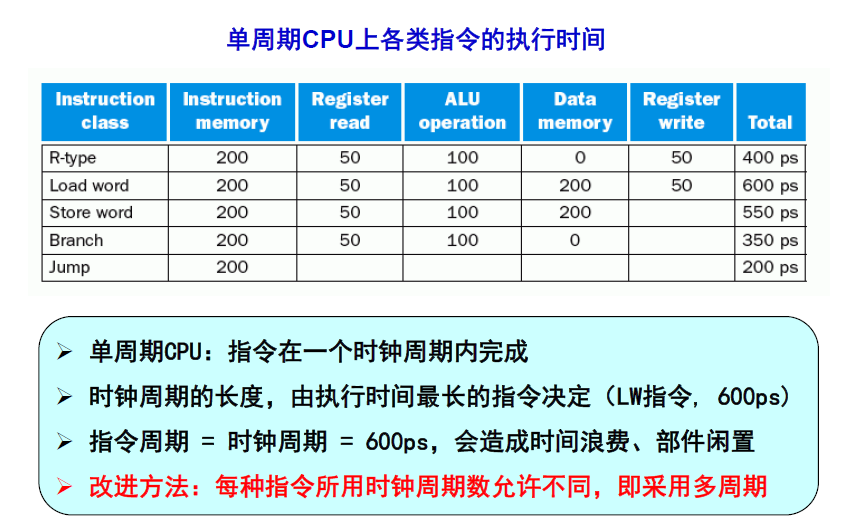 单周期CPU上各类指令的执行时间
Instruction class Instruction memory Register read ALU operation Data memory Register write Total
R-type 200 50 100 0 50 400 ps
Load word 200 50 100 200 50 600 ps
Store word 200 50 100 200 550 ps
Branch 200 50 100 0 350 ps
Jump 200 200 ps
➢ 单周期CPU：指令在一个时钟周期内完成
➢ 时钟周期的长度，由执行时间最长的指令决定（LW指令，600ps）
➢ 指令周期 = 时钟周期 = 600ps，会造成时间浪费、部件闲置
➢ 改进方法：每种指令所用时钟周期数允许不同，即采用多周期